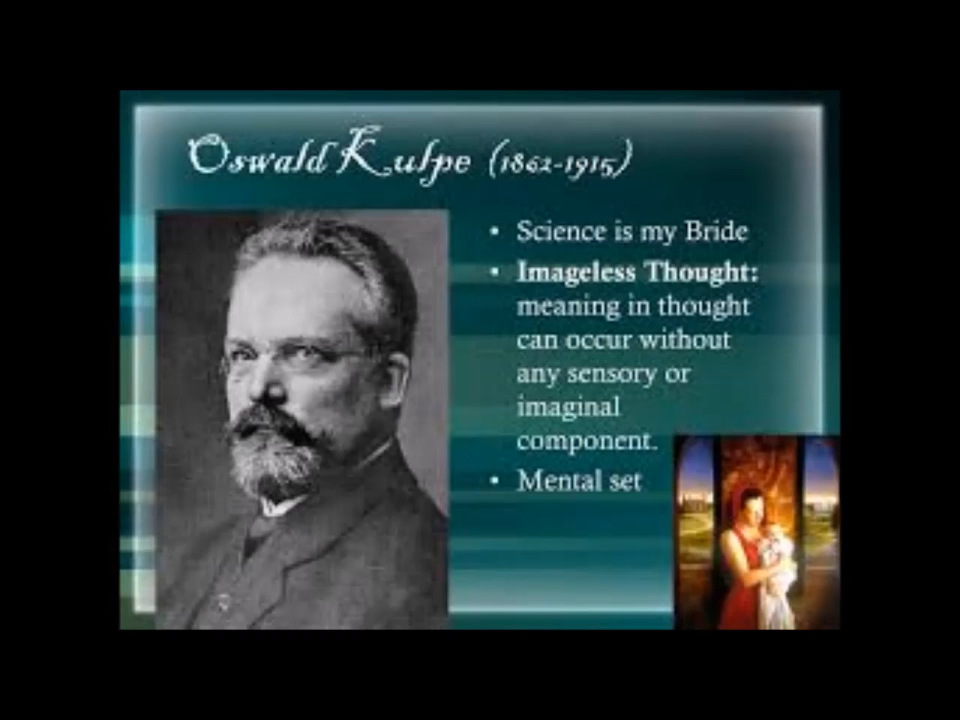 Oswald Kulpe (1862-1915)
• Science is my Bride
• Imageless Thought:
meaning in thought
can occur without
any sensory or
imaginal
component.
• Mental set